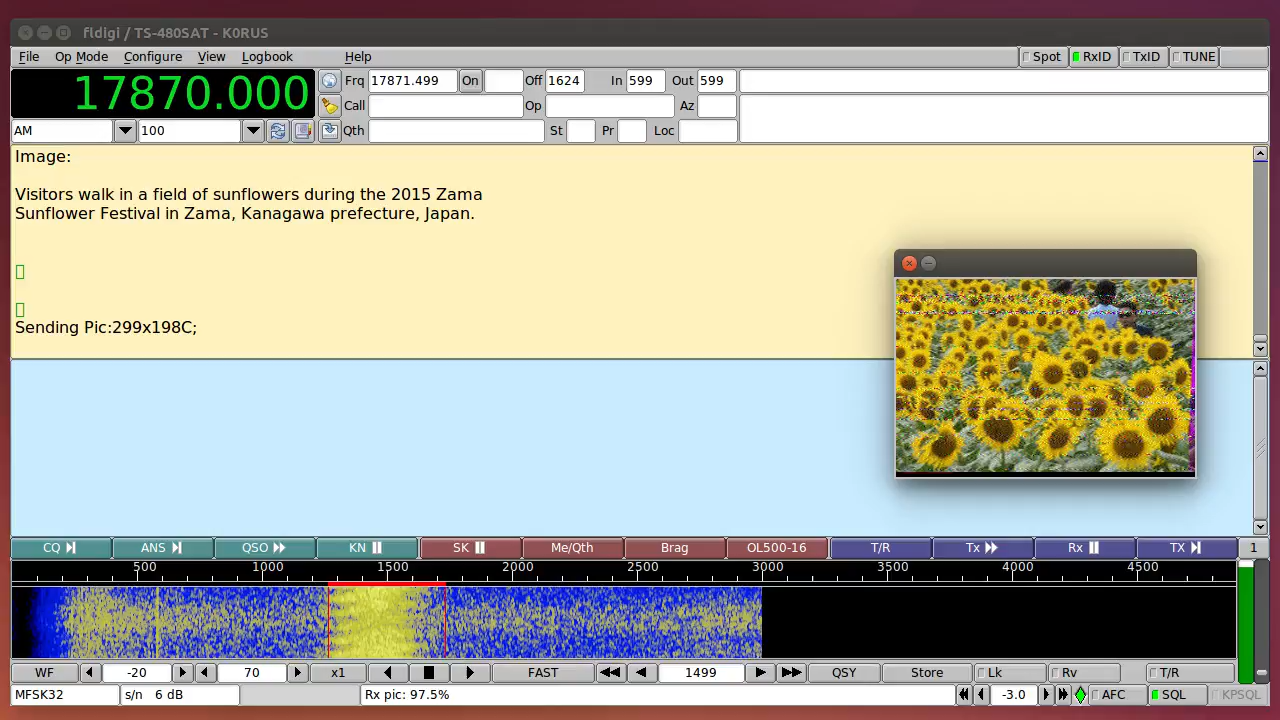 fldigi / TS-480SAT - K0RUS
File Op Mode Configure View Logbook Help Spot RxID TxID TUNE
17870.000
Frq 17871.499 On Off 1624 In 599 Out 599
Call Op Az
AM 100 Qth St Pr Loc
Image:
Visitors walk in a field of sunflowers during the 2015 Zama
Sunflower Festival in Zama, Kanagawa prefecture, Japan.
Sending Pic:299x198C;
CQ ANS QSO KN SK Me/Qth Brag OL500-16 T/R Tx Rx TX 1
500 1000 1500 2000 2500 3000 3500 4000 4500
WF -20 70 x1 FAST 1499 QSY Store Lk Rv T/R
MFSK32 s/n 6 dB Rx pic: 97.5% -3.0 AFC SQL KPSQL